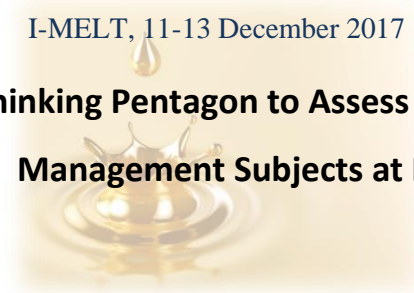 I-MELT, 11-13 December 2017
hinking Pentagon to Assess
Management Subjects at